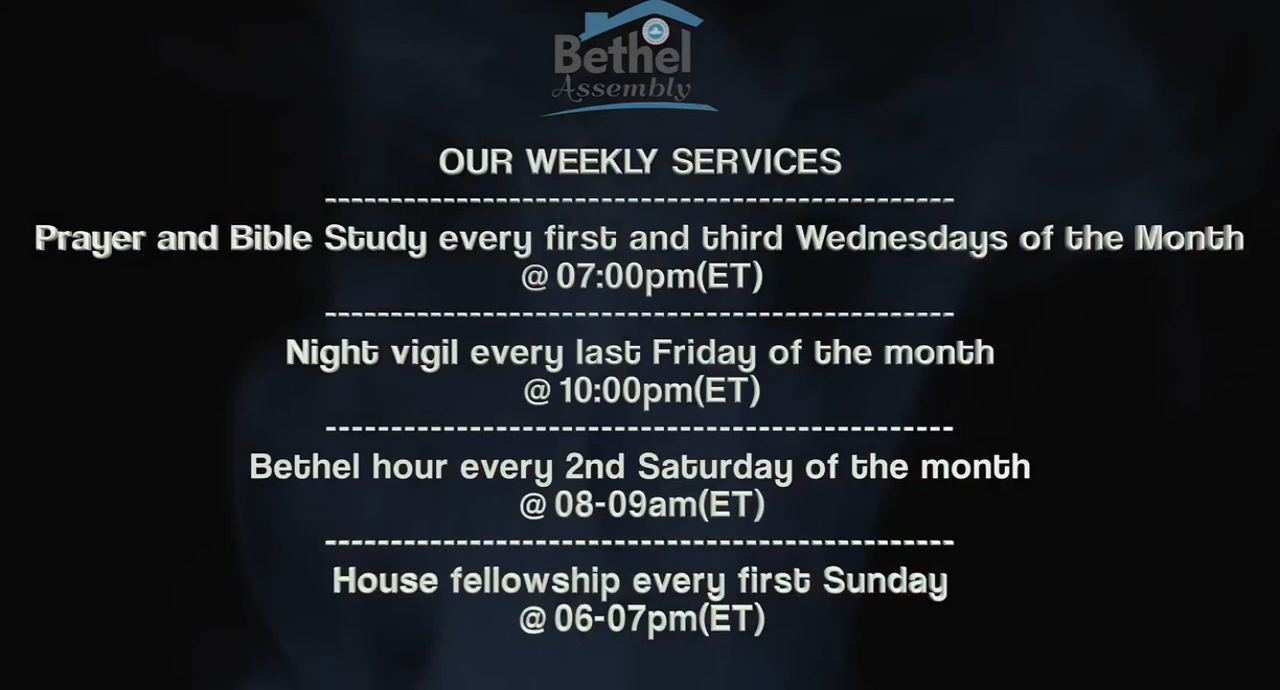 Bethel
Assembly
OUR WEEKLY SERVICES
------------------------------------------------
Prayer and Bible Study every first and third Wednesdays of the Month
@ 07:00pm(ET)
------------------------------------------------
Night vigil every last Friday of the month
@ 10:00pm(ET)
------------------------------------------------
Bethel hour every 2nd Saturday of the month
@ 08-09am(ET)
------------------------------------------------
House fellowship every first Sunday
@ 06-07pm(ET)